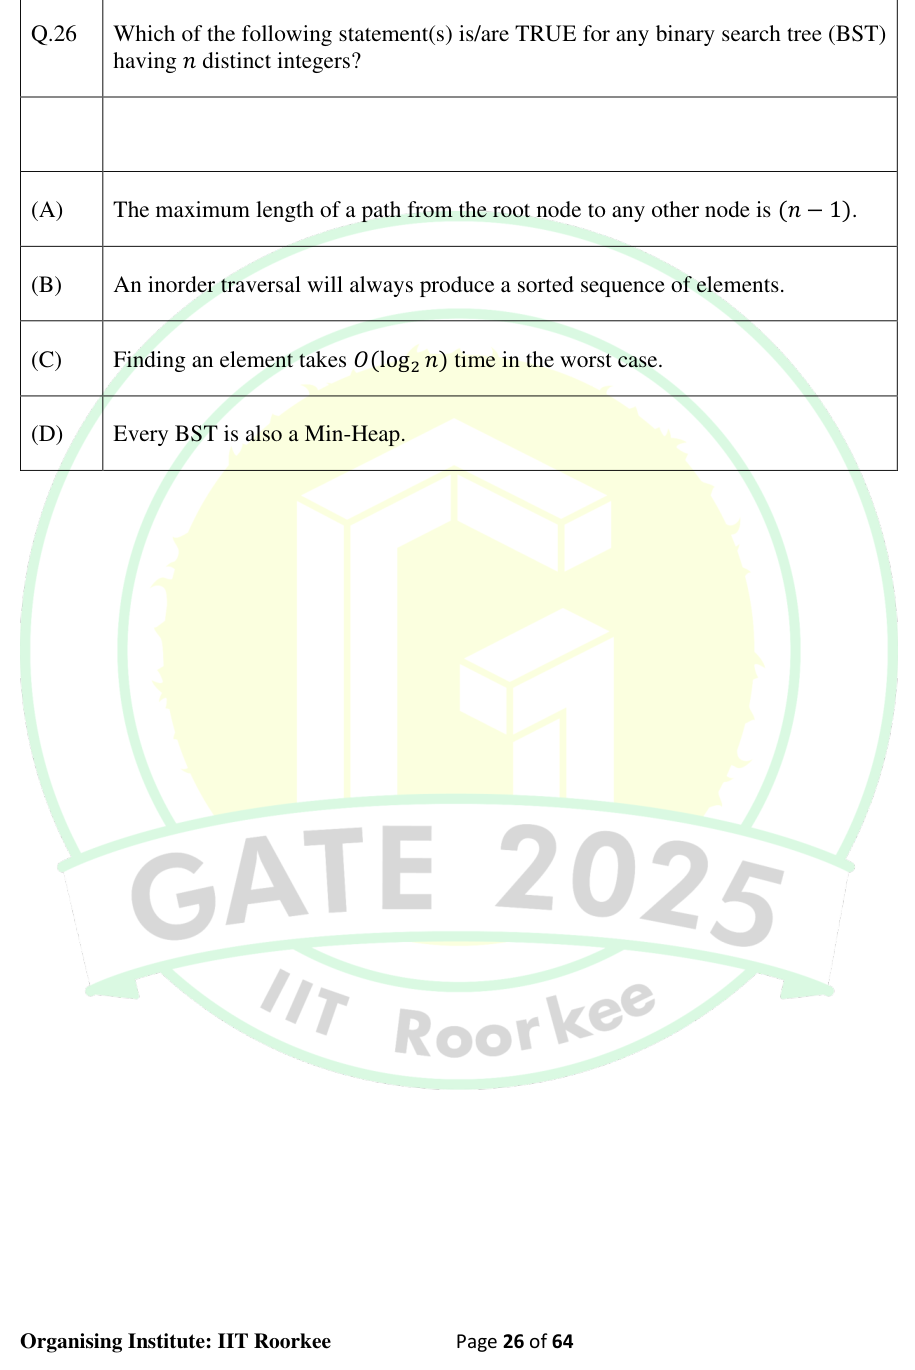 Q.26 Which of the following statement(s) is/are TRUE for any binary search tree (BST)
having n distinct integers?
(A) The maximum length of a path from the root node to any other node is (n − 1).
(B) An inorder traversal will always produce a sorted sequence of elements.
(C) Finding an element takes O(log₂ n) time in the worst case.
(D) Every BST is also a Min-Heap.
GATE 2025
IIT Roorkee
Organising Institute: IIT Roorkee Page 26 of 64